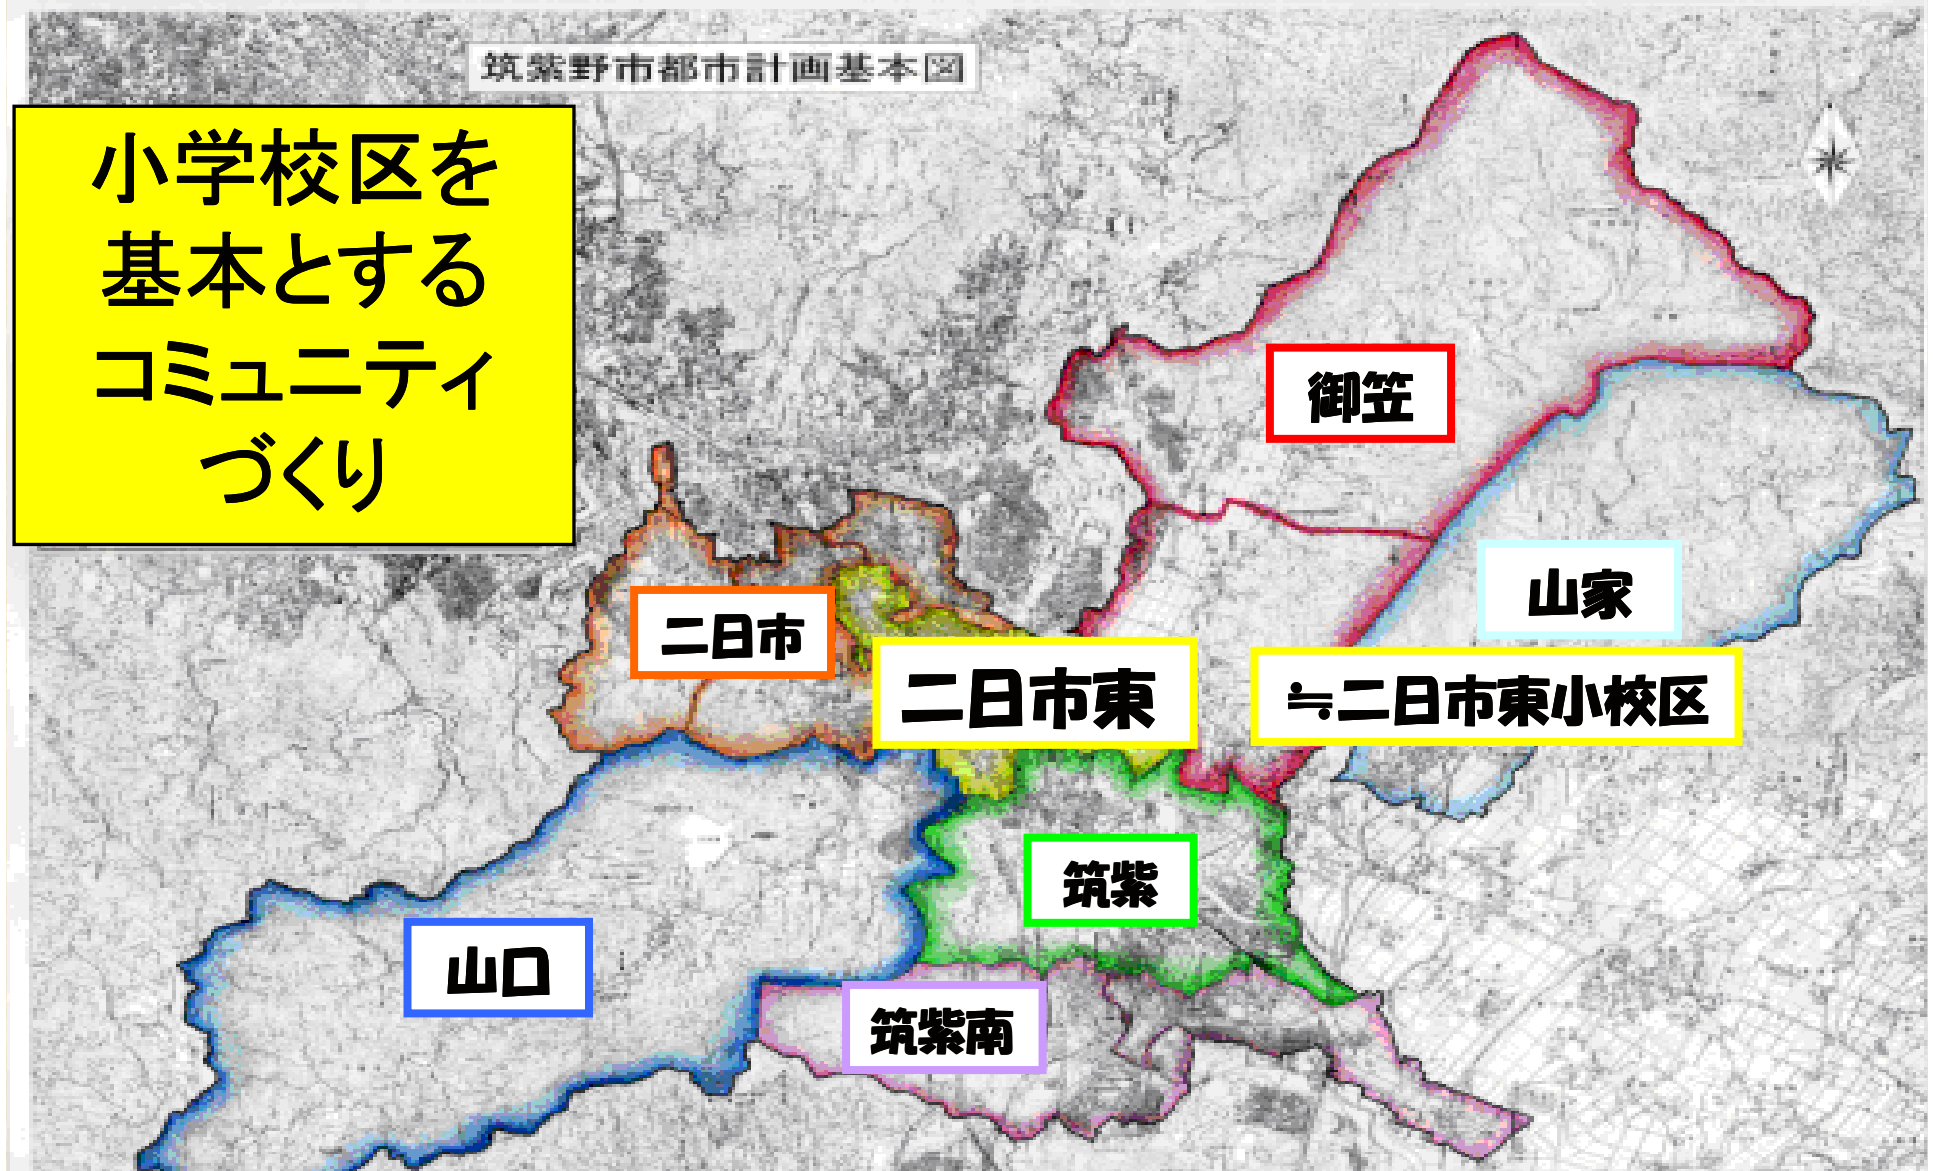 筑紫野市都市計画基本図
小学校区を
基本とする
コミュニティ
づくり
御笠
山家
二日市
二日市東
≒二日市東小校区
筑紫
山口
筑紫南